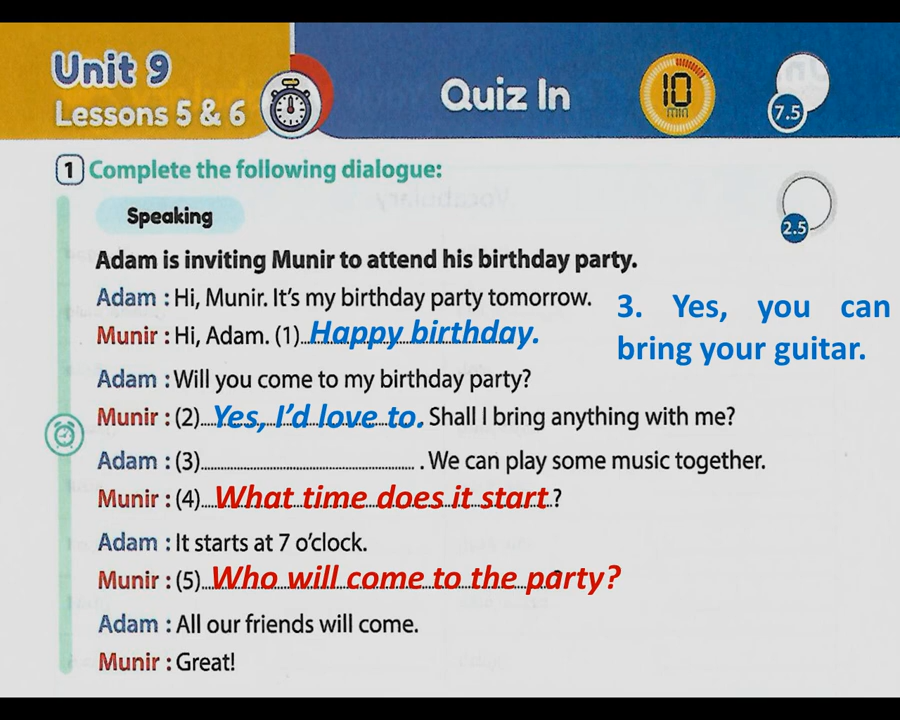 Unit 9
Lessons 5 & 6
Quiz In
10
MIN
7.5
1 Complete the following dialogue:
Speaking
2.5
Adam is inviting Munir to attend his birthday party.
Adam : Hi, Munir. It's my birthday party tomorrow.
Munir : Hi, Adam. (1) Happy birthday.
3. Yes, you can
bring your guitar.
Adam : Will you come to my birthday party?
Munir : (2) Yes, I'd love to. Shall I bring anything with me?
Adam : (3).................................................. . We can play some music together.
Munir : (4) What time does it start ?
Adam : It starts at 7 o'clock.
Munir : (5) Who will come to the party?
Adam : All our friends will come.
Munir : Great!